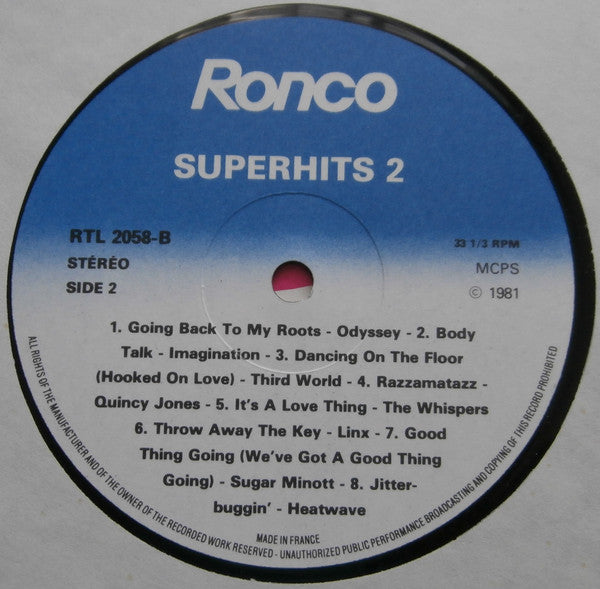 Ronco
SUPERHITS 2
RTL 2058-B
STÉRÉO
SIDE 2
33 1/3 RPM
MCPS
© 1981
1. Going Back To My Roots - Odyssey - 2. Body
Talk - Imagination - 3. Dancing On The Floor
(Hooked On Love) - Third World - 4. Razzamatazz -
Quincy Jones - 5. It's A Love Thing - The Whispers
6. Throw Away The Key - Linx - 7. Good
Thing Going (We've Got A Good Thing
Going) - Sugar Minott - 8. Jitter-
buggin' - Heatwave
MADE IN FRANCE
ALL RIGHTS OF THE MANUFACTURER AND OF THE OWNER OF THE RECORDED WORK RESERVED - UNAUTHORIZED PUBLIC PERFORMANCE BROADCASTING AND COPYING OF THIS RECORD PROHIBITED